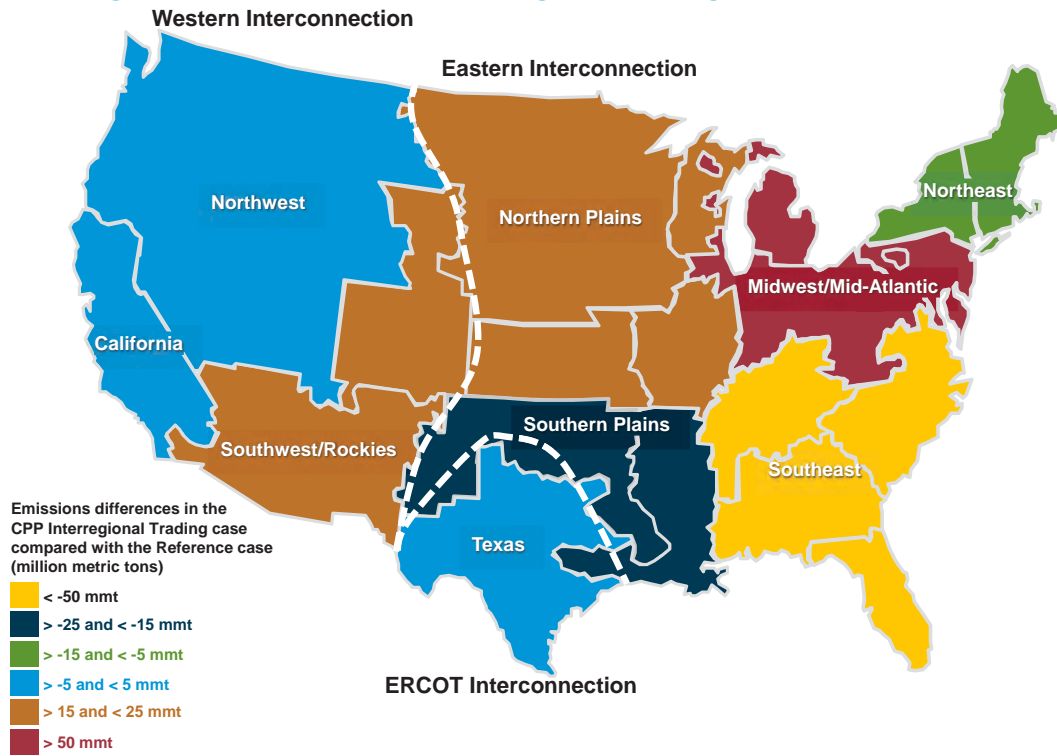 Western Interconnection
Eastern Interconnection
Northwest
Northern Plains
Northeast
Midwest/Mid-Atlantic
California
Southwest/Rockies
Southern Plains
Southeast
Texas
Emissions differences in the
CPP Interregional Trading case
compared with the Reference case
(million metric tons)
< -50 mmt
> -25 and < -15 mmt
> -15 and < -5 mmt
> -5 and < 5 mmt
> 15 and < 25 mmt
> 50 mmt
ERCOT Interconnection